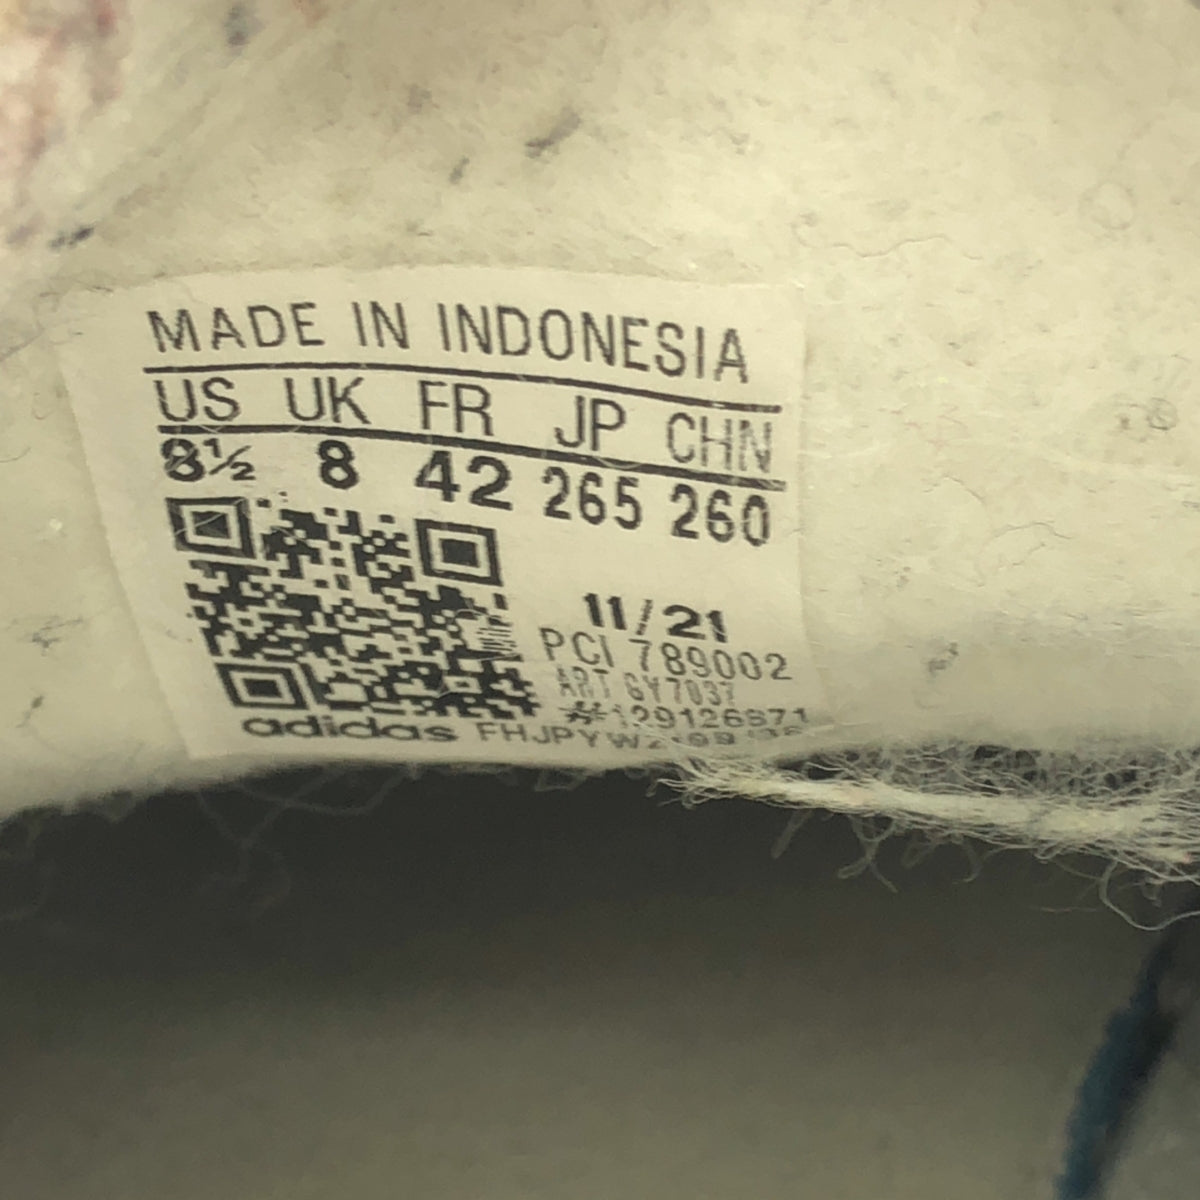 MADE IN INDONESIA
US UK FR JP CHN
8½ 8 42 265 260
11/21
PCI 789002
ART GY7037
#129126871
adidas